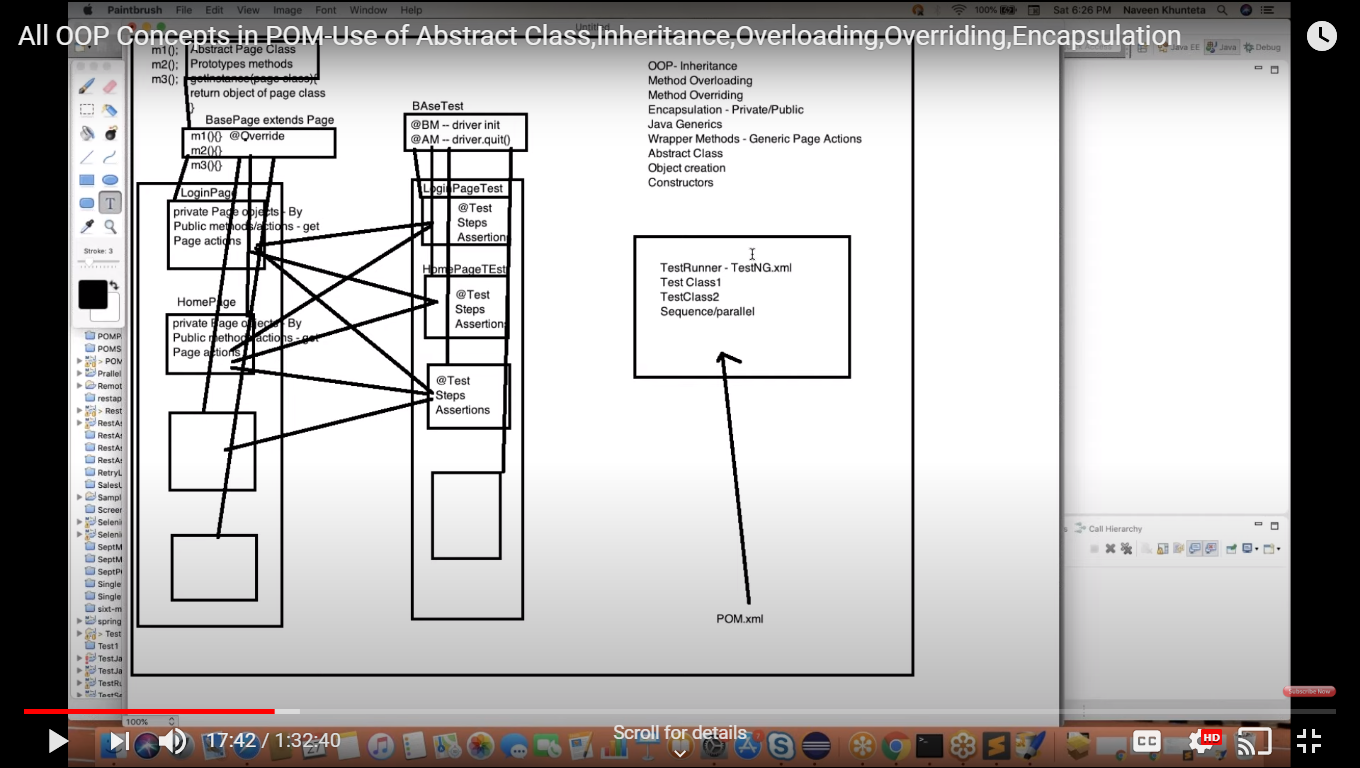 Paintbrush File Edit View Image Font Window Help
100% Sat 6:26 PM Naveen Khunteta
Untitled
All OOP Concepts in POM-Use of Abstract Class,Inheritance,Overloading,Overriding,Encapsulation
Java EE Java Debug
m1(); Abstract Page Class
m2(); Prototypes methods
m3(); getInstance(page class){
return object of page class
}
BasePage extends Page
m1(){} @Override
m2(){}
m3(){}
LoginPage
private Page objects - By
Public methods/actions - get
Page actions
HomePage
private Page objects - By
Public methods/actions - get
Page actions
BAseTest
@BM -- driver init
@AM -- driver.quit()
LoginPageTest
@Test
Steps
Assertions
HomePageTEst
@Test
Steps
Assertions
@Test
Steps
Assertions
OOP- Inheritance
Method Overloading
Method Overriding
Encapsulation - Private/Public
Java Generics
Wrapper Methods - Generic Page Actions
Abstract Class
Object creation
Constructors
TestRunner - TestNG.xml
Test Class1
TestClass2
Sequence/parallel
POM.xml
T
Stroke: 3
POMP
POMS
> POM
Prallel
Remot
restap
> Rest
RestAs
RestAs
RestAs
RestAs
RetryL
SalesU
Sampl
Screer
Seleni
Seleni
SeptM
SeptM
SeptP
Single
Single
sixt-m
spring
> Test
Test1
TestJa
TestJa
TestRu
TestSe
100%
Call Hierarchy
Subscribe Now
17:42 / 1:32:40
Scroll for details
CC
HD